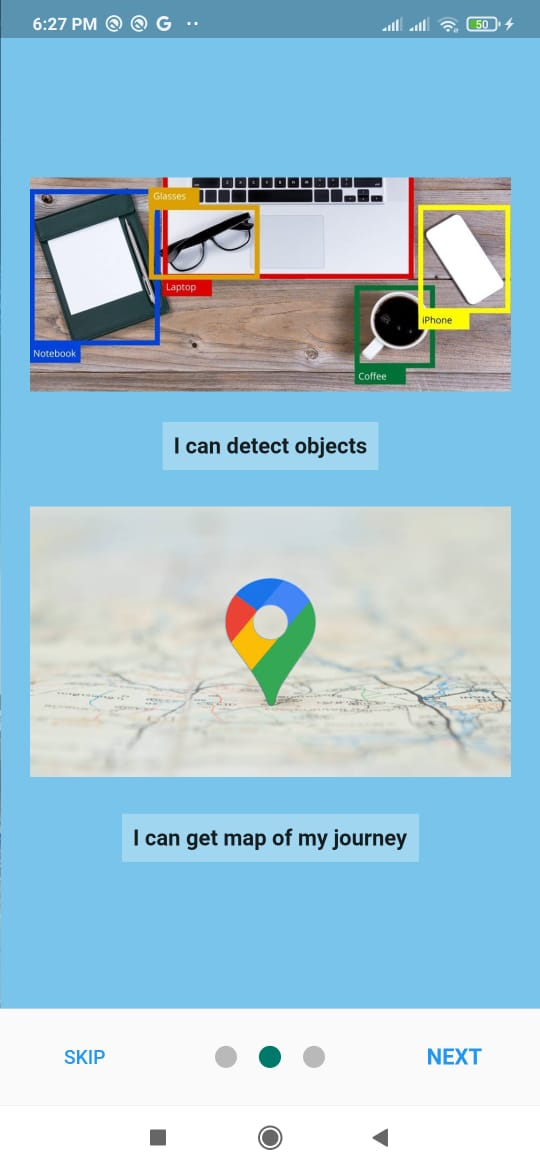 6:27 PM
50
Glasses
Laptop
iPhone
Notebook
Coffee
I can detect objects
I can get map of my journey
SKIP
NEXT